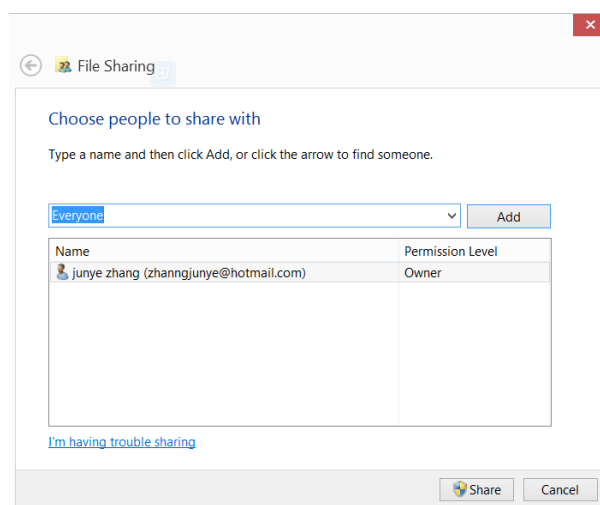 File Sharing
Choose people to share with
Type a name and then click Add, or click the arrow to find someone.
Everyone
Add
Name Permission Level
junye zhang (zhanngjunye@hotmail.com) Owner
I'm having trouble sharing
Share Cancel